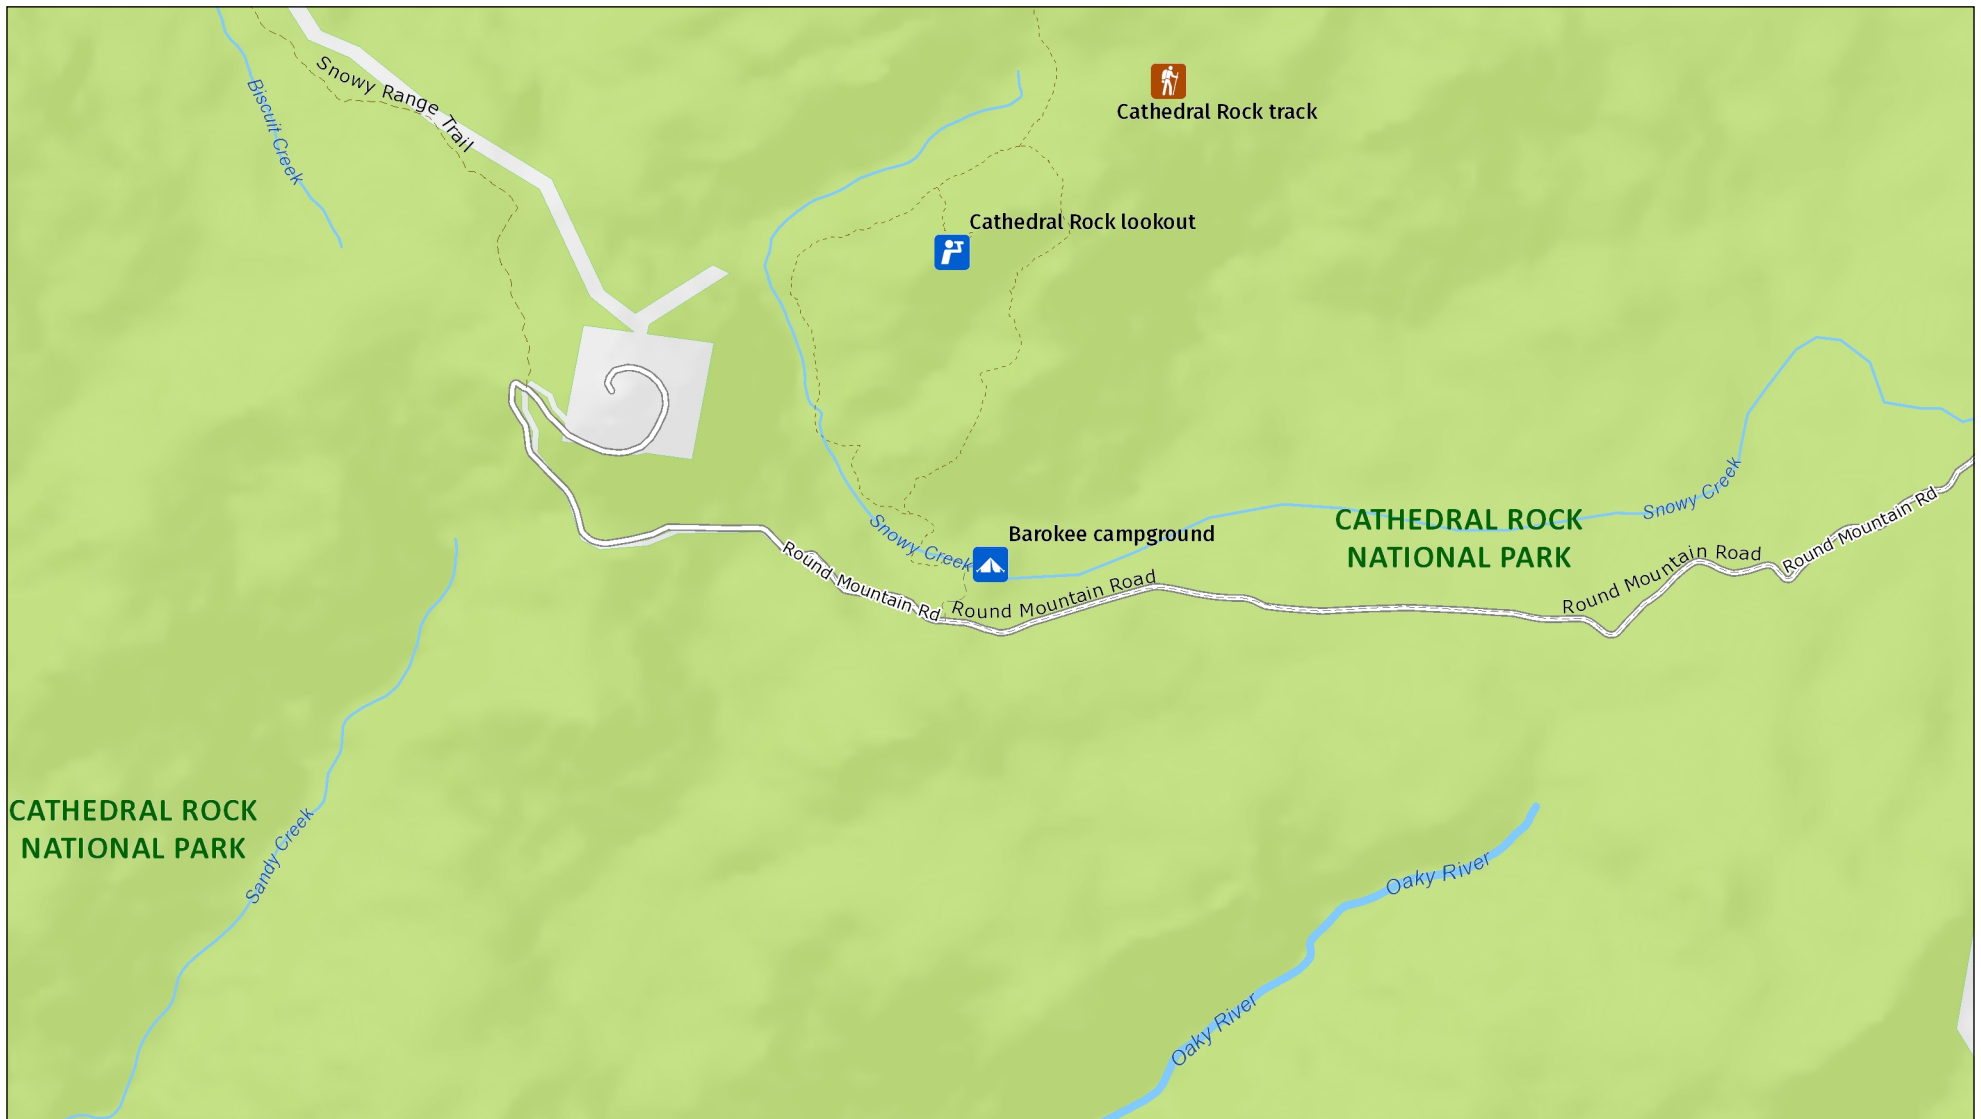 Snowy Range Trail
Biscuit Creek
Cathedral Rock track
Cathedral Rock lookout
Snowy Creek
Barokee campground
CATHEDRAL ROCK
NATIONAL PARK
Snowy Creek
Round Mountain Rd
Round Mountain Rd
Round Mountain Road
Round Mountain Road
CATHEDRAL ROCK
NATIONAL PARK
Sandy Creek
Oaky River
Oaky River